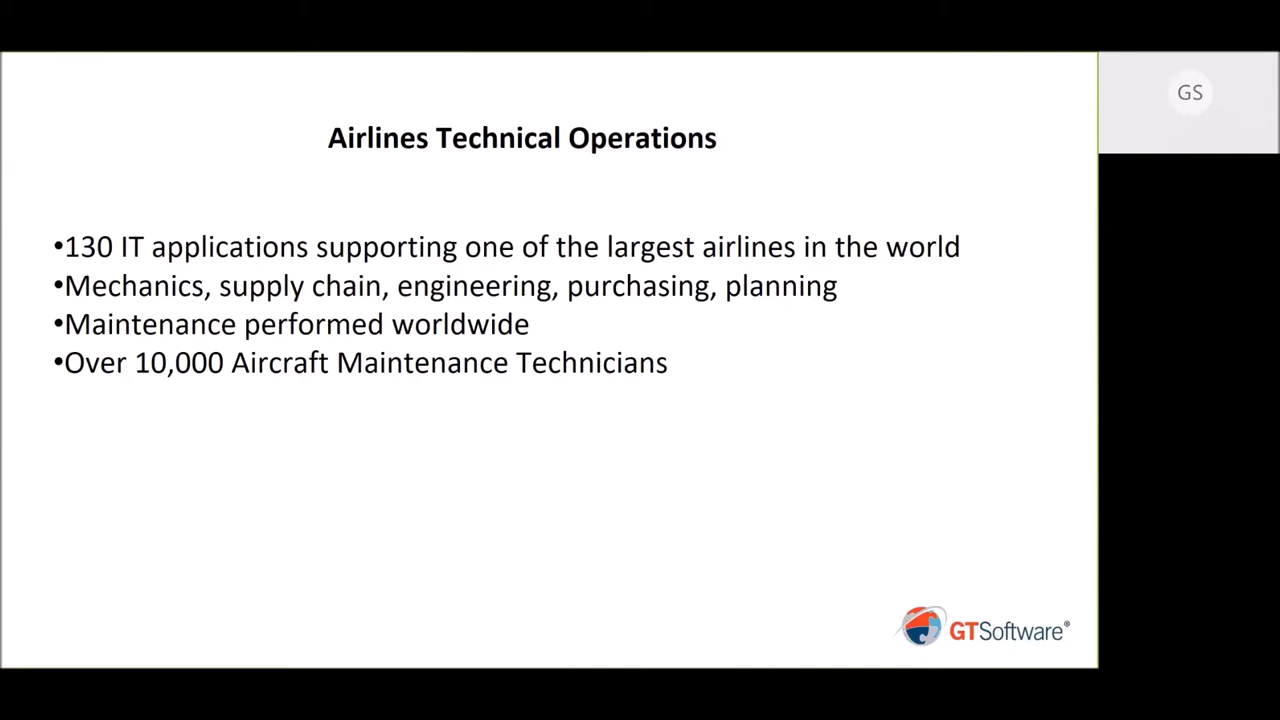 GS
Airlines Technical Operations
•130 IT applications supporting one of the largest airlines in the world
•Mechanics, supply chain, engineering, purchasing, planning
•Maintenance performed worldwide
•Over 10,000 Aircraft Maintenance Technicians
GTSoftware®